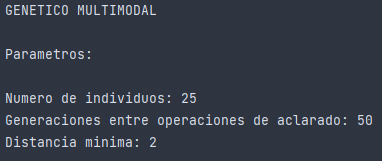 GENETICO MULTIMODAL
Parametros:
Numero de individuos: 25
Generaciones entre operaciones de aclarado: 50
Distancia minima: 2